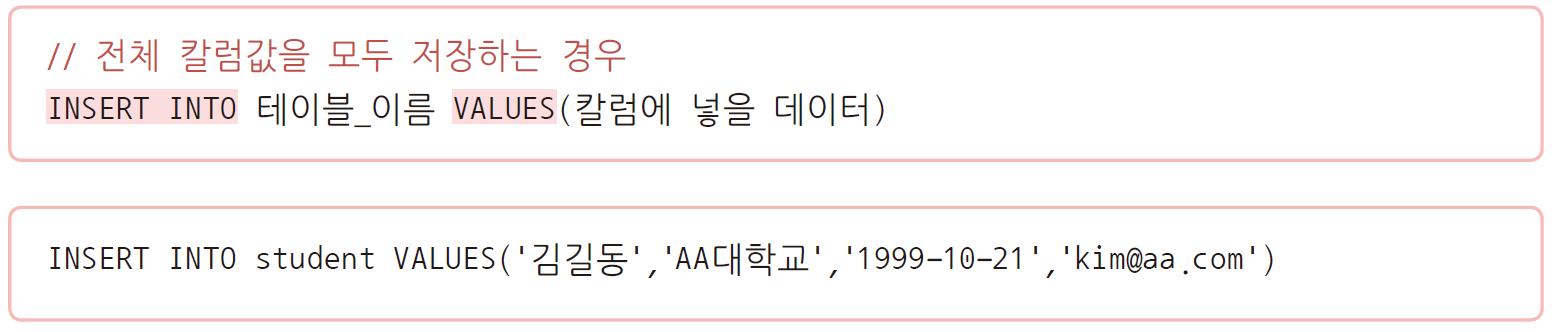 // 전체 칼럼값을 모두 저장하는 경우
INSERT INTO 테이블_이름 VALUES(칼럼에 넣을 데이터)
INSERT INTO student VALUES('김길동','AA대학교','1999-10-21','kim@aa.com')